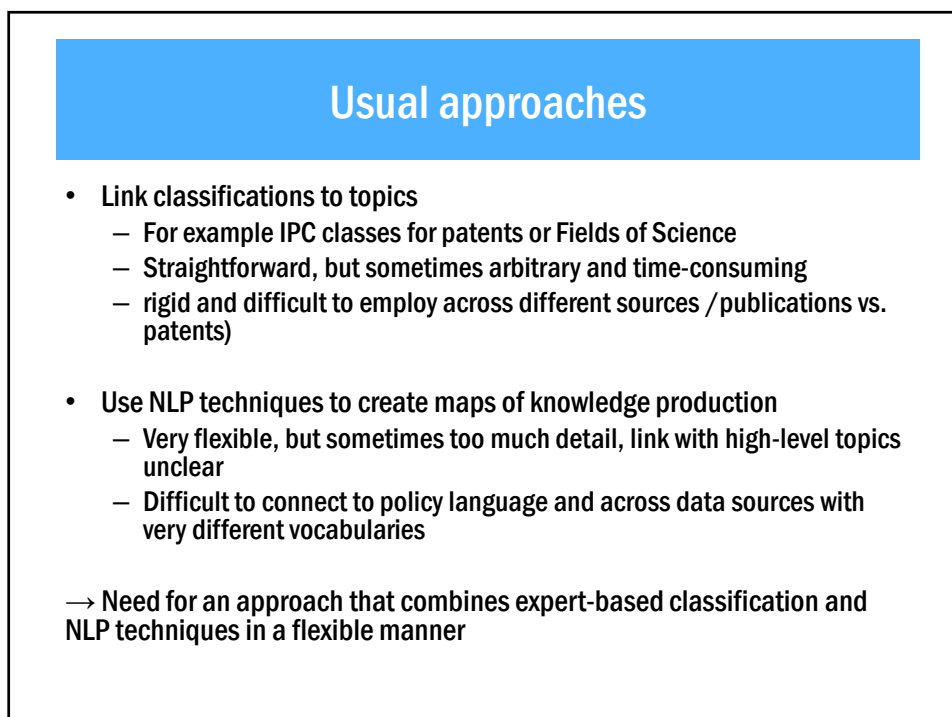 Usual approaches
• Link classifications to topics
– For example IPC classes for patents or Fields of Science
– Straightforward, but sometimes arbitrary and time-consuming
– rigid and difficult to employ across different sources /publications vs.
patents)
• Use NLP techniques to create maps of knowledge production
– Very flexible, but sometimes too much detail, link with high-level topics
unclear
– Difficult to connect to policy language and across data sources with
very different vocabularies
→ Need for an approach that combines expert-based classification and
NLP techniques in a flexible manner